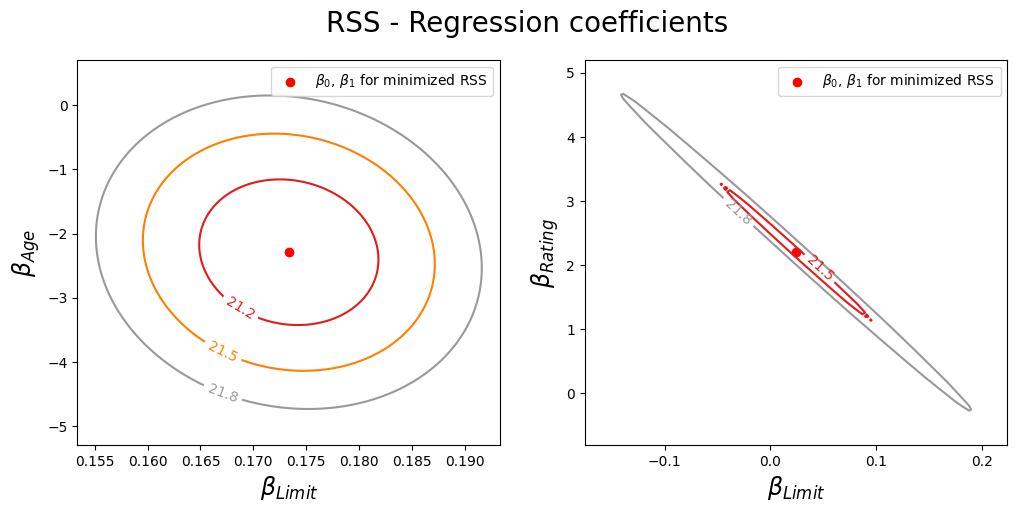 RSS - Regression coefficients
β0, β1 for minimized RSS
0
−1
−2
−3
−4
−5
βAge
21.2
21.5
21.8
0.155 0.160 0.165 0.170 0.175 0.180 0.185 0.190
βLimit
β0, β1 for minimized RSS
5
4
3
2
1
0
βRating
21.8
21.5
−0.1 0.0 0.1 0.2
βLimit